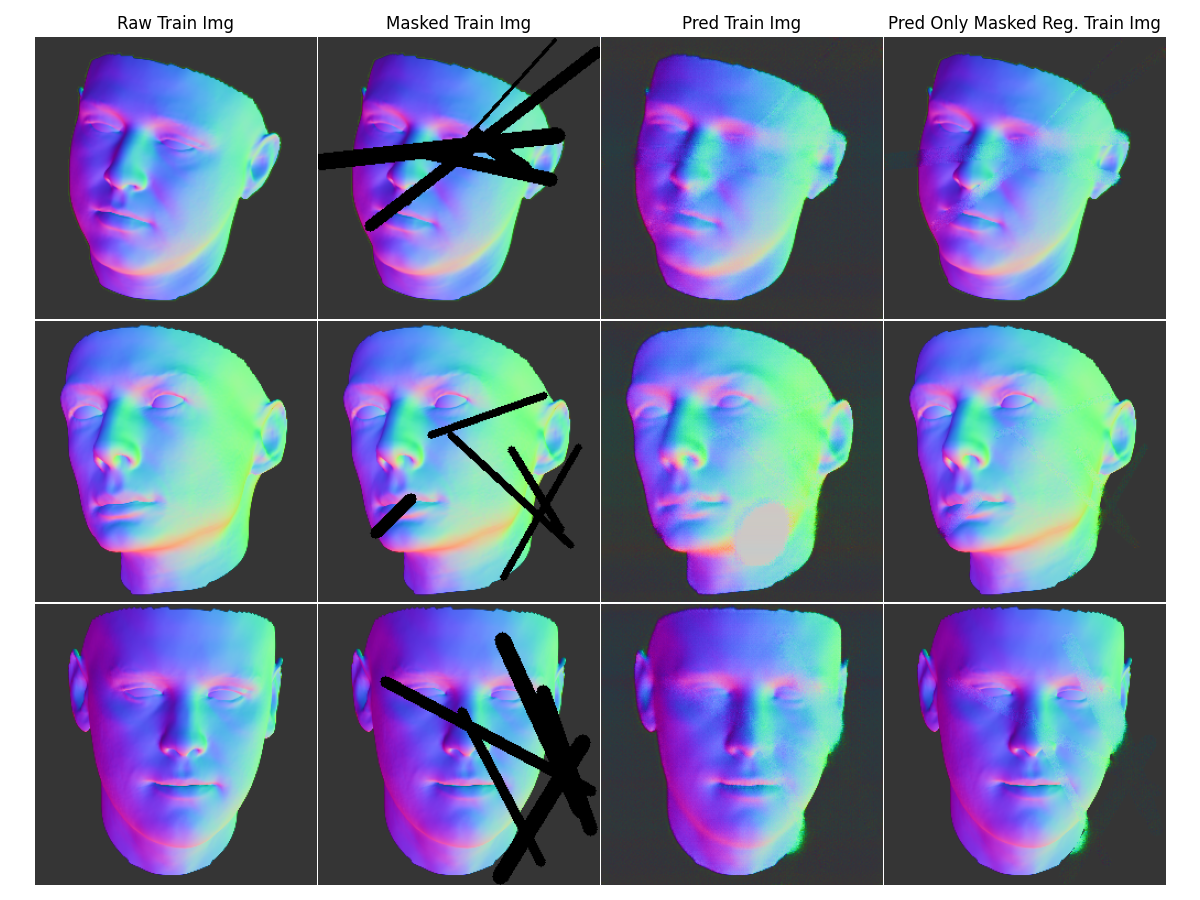 Raw Train Img
Masked Train Img
Pred Train Img
Pred Only Masked Reg. Train Img